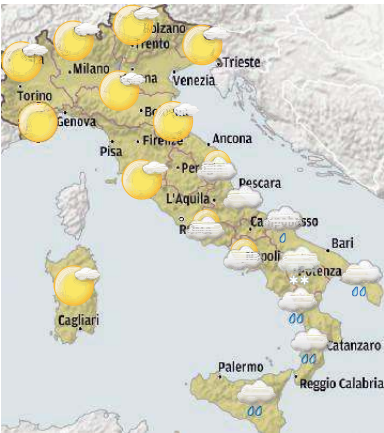 Bolzano
Trento
Trieste
Milano
Venezia
Torino
Genova
Firenze
Ancona
Pisa
Pescara
L'Aquila
Bari
Potenza
Cagliari
Catanzaro
Palermo
Reggio Calabria